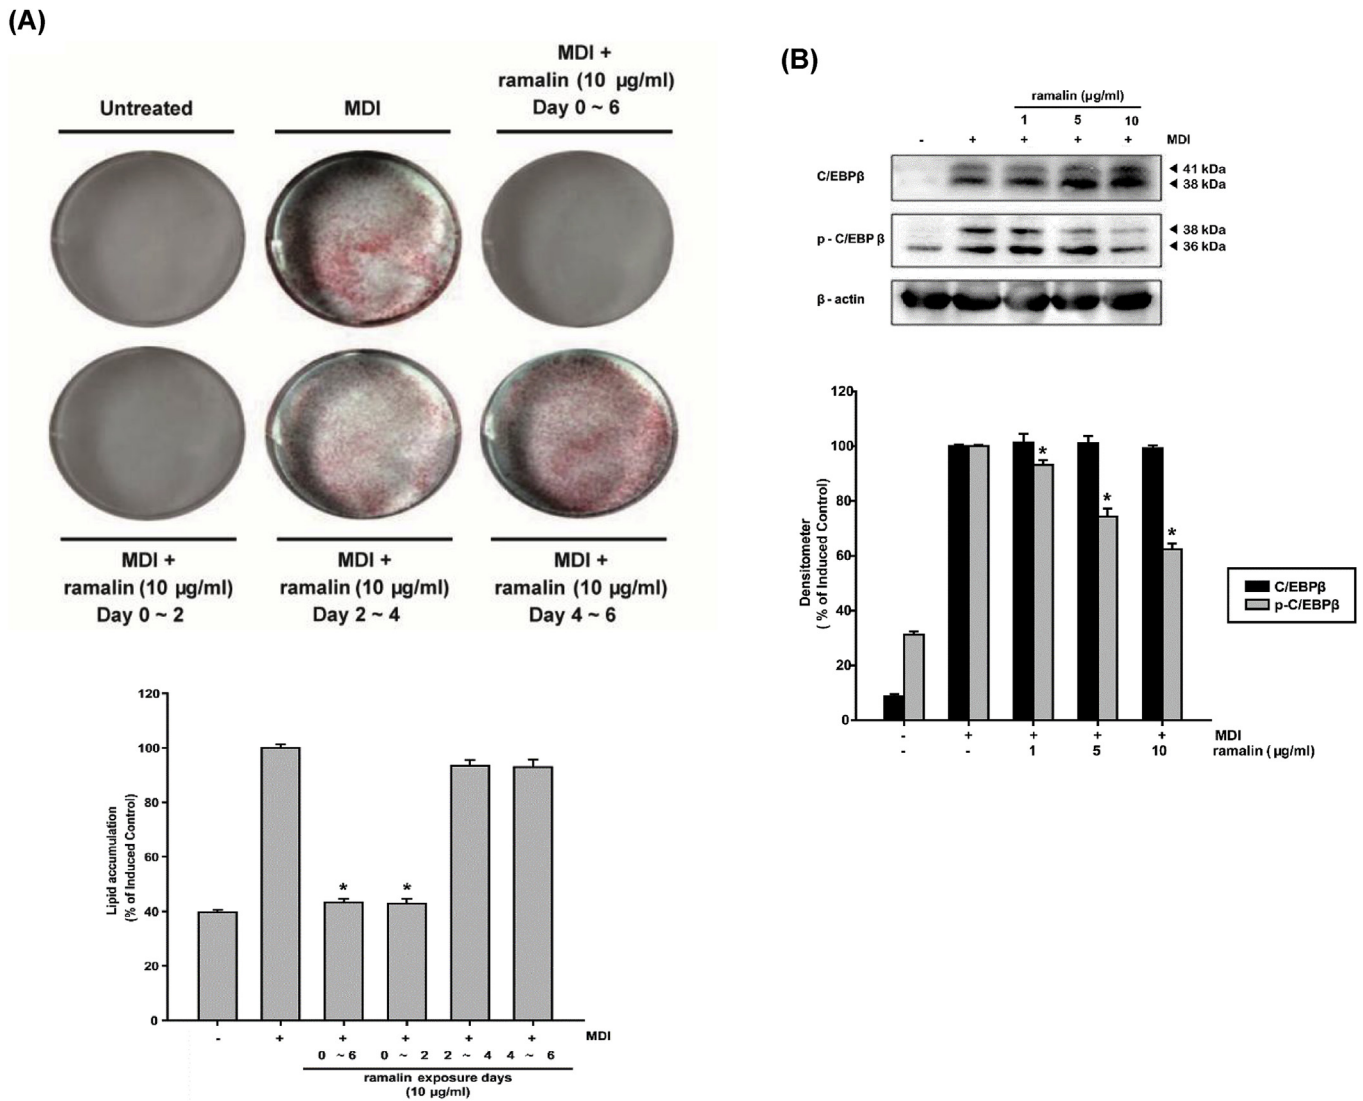 (A)
Untreated
MDI
MDI +
ramalin (10 µg/ml)
Day 0 ~ 6
MDI +
ramalin (10 µg/ml)
Day 0 ~ 2
MDI +
ramalin (10 µg/ml)
Day 2 ~ 4
MDI +
ramalin (10 µg/ml)
Day 4 ~ 6
120
100
80
60
40
20
0
Lipid accumulation
(% of Induced Control)
* *
- + + + + + MDI
0 ~ 6 0 ~ 2 2 ~ 4 4 ~ 6
ramalin exposure days
(10 µg/ml)
(B)
ramalin (µg/ml)
1 5 10
- + + + + MDI
C/EBPβ
◄ 41 kDa
◄ 38 kDa
p - C/EBP β
◄ 38 kDa
◄ 36 kDa
β - actin
120
100
80
60
40
20
0
Densitometer
( % of Induced Control)
* * *
C/EBPβ
p-C/EBPβ
- + + + + MDI
- - 1 5 10 ramalin (µg/ml)